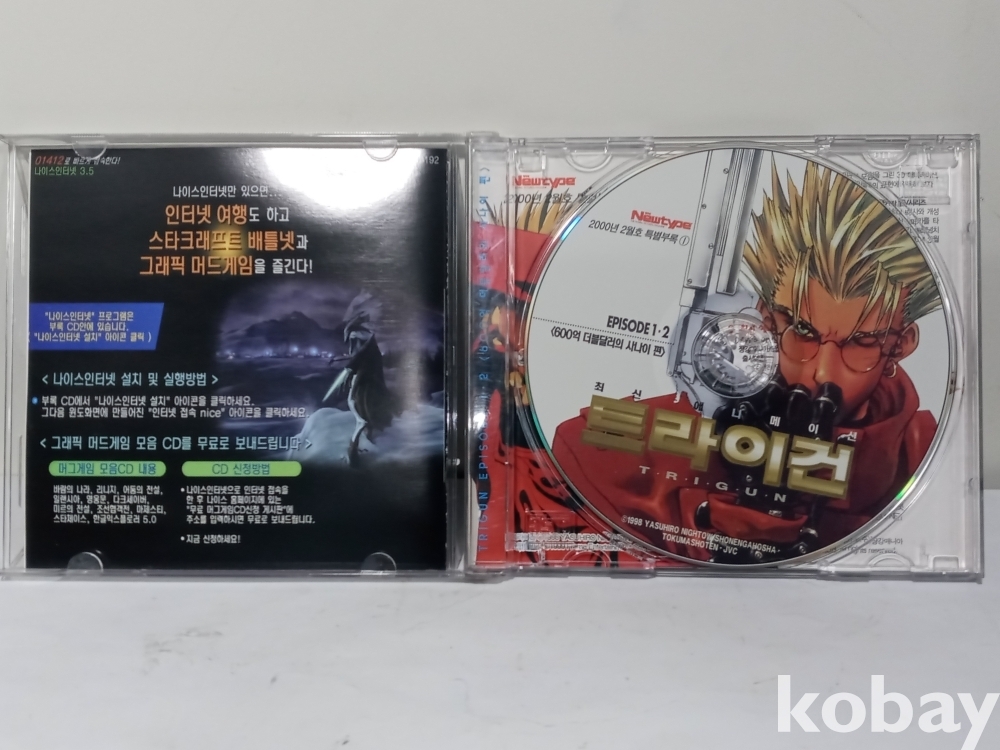 01412로 빠르게 접속한다!
나이스인터넷 3.5
192
나이스인터넷만 있으면...
인터넷 여행도 하고
스타크래프트 배틀넷과
그래픽 머드게임을 즐긴다!
"나이스인터넷" 프로그램은
부록 CD안에 있습니다.
( "나이스인터넷 설치" 아이콘 클릭 )
< 나이스인터넷 설치 및 실행방법 >
부록 CD에서 "나이스인터넷 설치" 아이콘을 클릭하세요.
그다음 윈도화면에 만들어진 "인터넷 접속 nice" 아이콘을 클릭하세요.
< 그래픽 머드게임 모음 CD를 무료로 보내드립니다 >
머그게임 모음CD 내용
바람의 나라, 리니지, 어둠의 전설,
일랜시아, 영웅문, 다크세이버,
미르의 전설, 조선협객전, 마제스타,
스타체이스, 한글익스플로러 5.0
CD 신청방법
• 나이스인터넷으로 인터넷 접속을
한 후 나이스 홈페이지에 있는
"무료 머그게임CD신청 게시판"에
주소를 입력하시면 무료로 보내드립니다.
• 지금 신청하세요!
Newtype
2000년 2월호
TRIGUN EPISODE
Newtype
2000년 2월호 특별부록 ①
EPISODE 1·2
<600억 더블달러의 사나이 편>
최신 애니메이션
트라이건
T·R·I·G·U·N
©1998 YASUHIRO NIGHTOW/SHONENGAHOSHA·
TOKUMASHOTEN·JVC
kobay